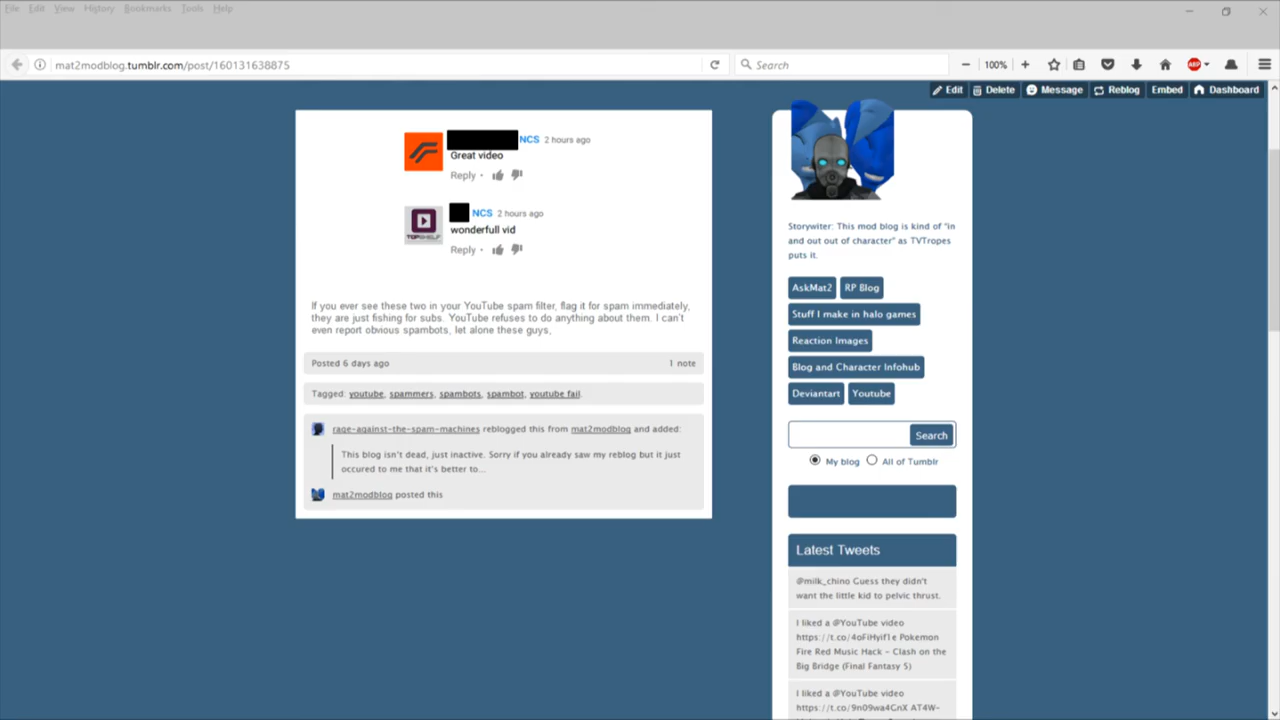 File Edit View History Bookmarks Tools Help
mat2modblog.tumblr.com/post/160131638875
Search
100%
ABP
Edit Delete Message Reblog Embed Dashboard
NCS 2 hours ago
Great video
Reply •
NCS 2 hours ago
wonderfull vid
TOPSHELF
Reply •
If you ever see these two in your YouTube spam filter, flag it for spam immediately,
they are just fishing for subs. YouTube refuses to do anything about them. I can't
even report obvious spambots, let alone these guys,
Posted 6 days ago 1 note
Tagged: youtube, spammers, spambots, spambot, youtube fail.
rage-against-the-spam-machines reblogged this from mat2modblog and added:
This blog isn't dead, just inactive. Sorry if you already saw my reblog but it just
occured to me that it's better to...
mat2modblog posted this
Storywiter: This mod blog is kind of "in
and out out of character" as TVTropes
puts it.
AskMat2 RP Blog
Stuff I make in halo games
Reaction Images
Blog and Character Infohub
Deviantart Youtube
Search
My blog All of Tumblr
Latest Tweets
@milk_chino Guess they didn't
want the little kid to pelvic thrust.
I liked a @YouTube video
https://t.co/4oFiHyif1e Pokemon
Fire Red Music Hack - Clash on the
Big Bridge (Final Fantasy 5)
I liked a @YouTube video
https://t.co/9n09wa4GnX AT4W-